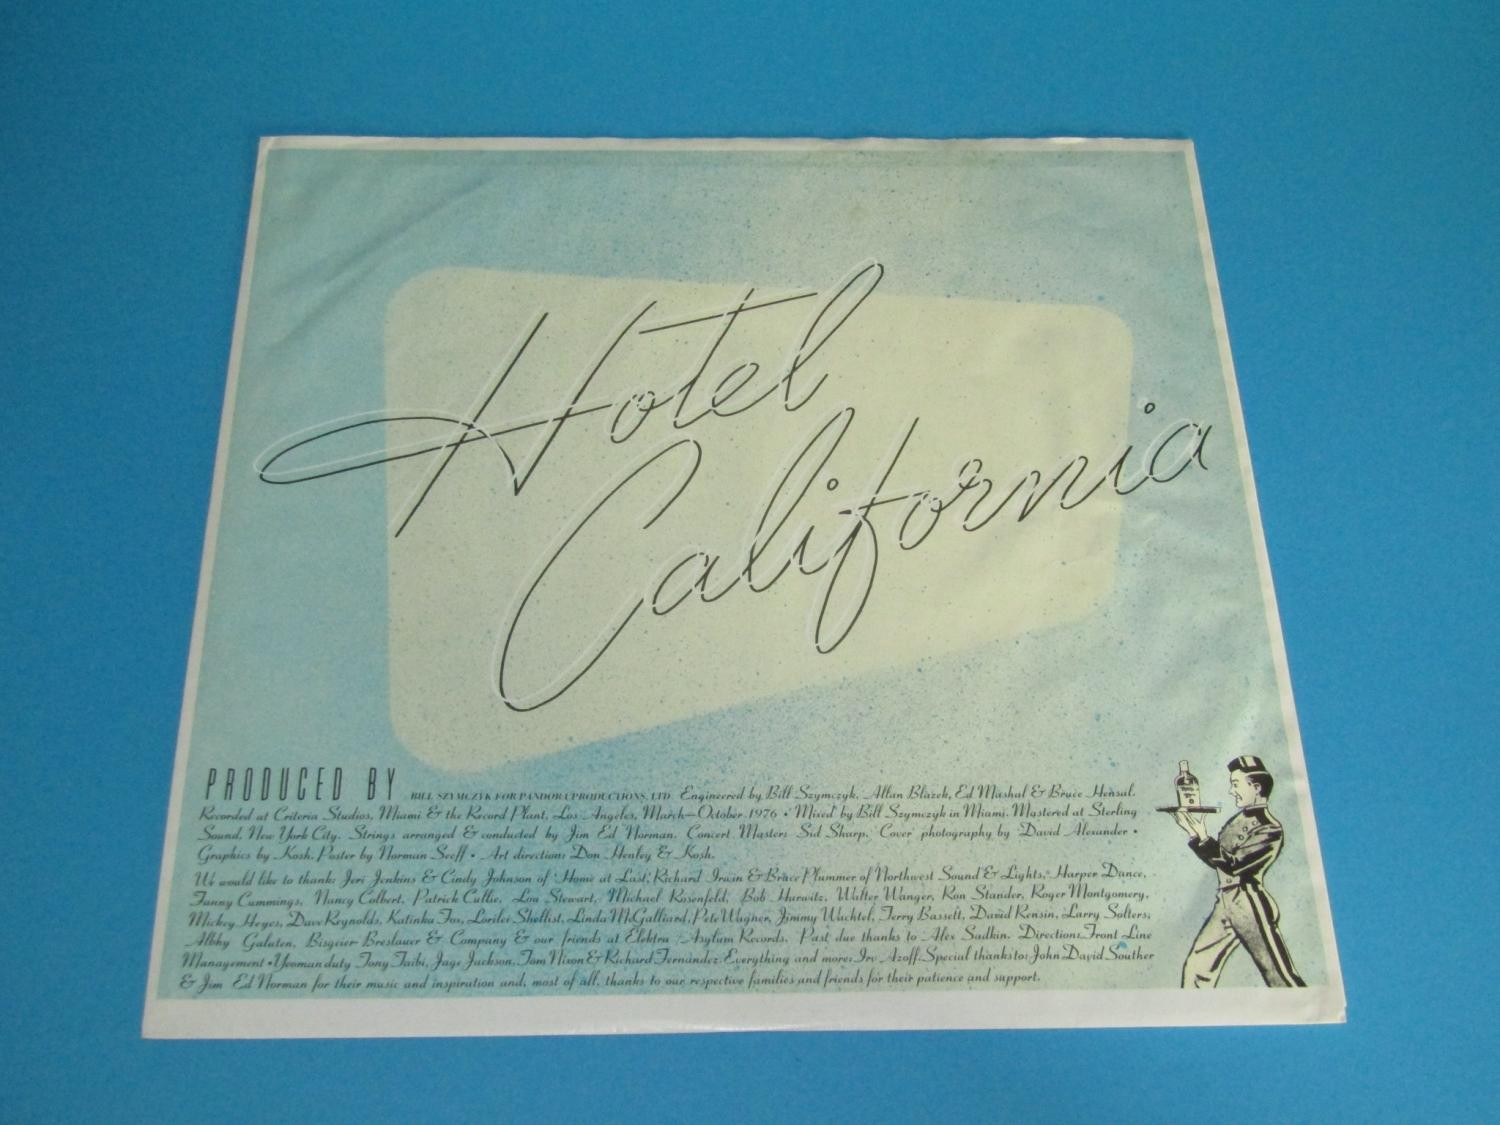 Hotel
California
PRODUCED BY BILL SZYMCZYK FOR PANDORA PRODUCTIONS, LTD. Engineered by Bill Szymczyk, Allan Blazek, Ed Mashal & Bruce Hensal.
Recorded at Criteria Studios, Miami & the Record Plant, Los Angeles, March—October 1976 • Mixed by Bill Szymczyk in Miami. Mastered at Sterling
Sound, New York City. Strings arranged & conducted by Jim Ed Norman, Concert Master: Sid Sharp. Cover photography by David Alexander •
Graphics by Kosh. Poster by Norman Seeff • Art direction: Don Henley & Kosh.
We would like to thank: Jeri Jenkins & Cindy Johnson of 'Home at Last,' Richard Irwin & Bruce Plummer of Northwest Sound & Lights, Harper Dance,
Fanny Cummings, Nancy Colbert, Patrick Cullie, Lou Stewart, Michael Rosenfeld, Bob Hurwitz, Walter Wanger, Ron Stander, Roger Montgomery,
Mickey Heyes, Dave Reynolds, Katinka Fox, Lorilei Shellist, Linda McGalliard, Pete Wagner, Jimmy Wachtel, Terry Bassett, David Rensin, Larry Solters,
Albhy Galuten, Bisgeier Breslauer & Company & our friends at Elektra/Asylum Records. Past due thanks to Alex Sadkin. Direction: Front Line
Management • Yeoman duty Tony Taibi, Jage Jackson, Tom Nixon & Richard Fernandez. Everything and more: Irv Azoff. Special thanks to: John David Souther
& Jim Ed Norman for their music and inspiration and, most of all, thanks to our respective families and friends for their patience and support.